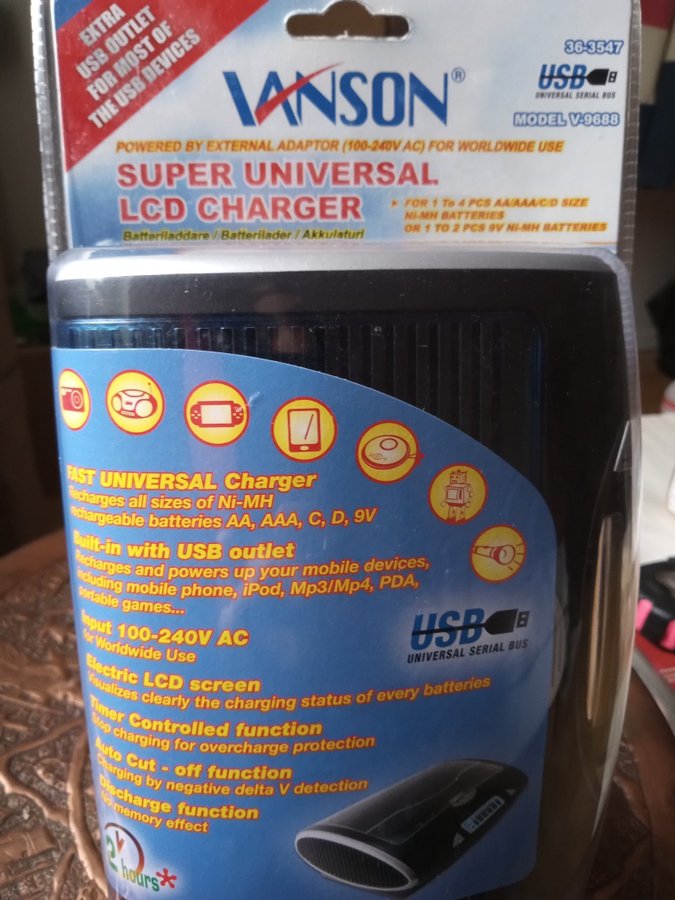 EXTRA
USB OUTLET
FOR MOST OF
THE USB DEVICES
VANSON®
36-3547
USB
UNIVERSAL SERIAL BUS
MODEL V-9688
POWERED BY EXTERNAL ADAPTOR (100-240V AC) FOR WORLDWIDE USE
SUPER UNIVERSAL
LCD CHARGER
FOR 1 To 4 PCS AA/AAA/C/D SIZE
NI-MH BATTERIES
OR 1 TO 2 PCS 9V NI-MH BATTERIES
Batteriladdare / Batterilader / Akkulaturi
FAST UNIVERSAL Charger
Recharges all sizes of Ni-MH
rechargeable batteries AA, AAA, C, D, 9V
Built-in with USB outlet
Recharges and powers up your mobile devices,
including mobile phone, iPod, Mp3/Mp4, PDA,
portable games...
Input 100-240V AC
for Worldwide Use
USB
UNIVERSAL SERIAL BUS
Electric LCD screen
Visualizes clearly the charging status of every batteries
Timer Controlled function
Stop charging for overcharge protection
Auto Cut - off function
Charging by negative delta V detection
Discharge function
No memory effect
hours*